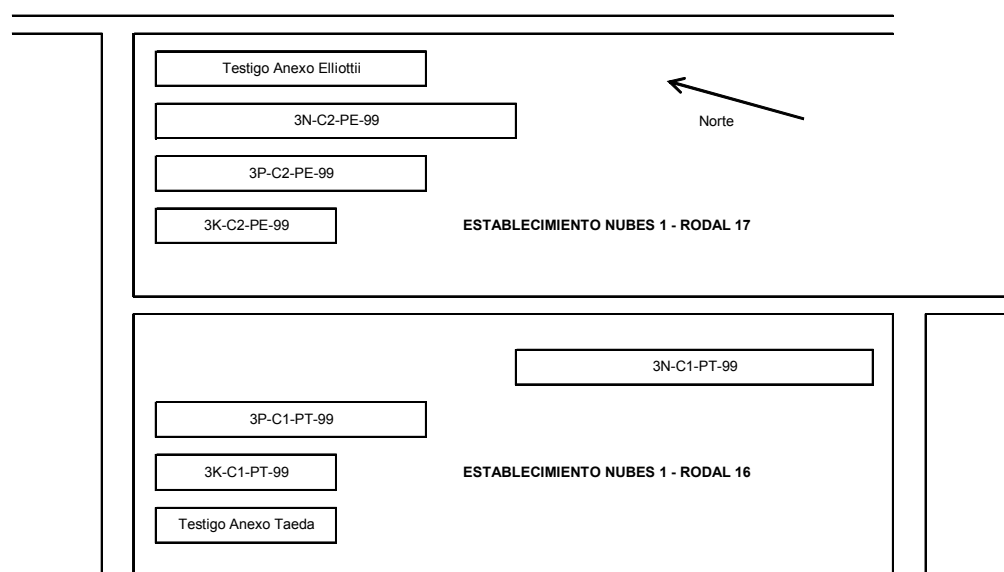 Testigo Anexo Elliottii
3N-C2-PE-99
Norte
3P-C2-PE-99
3K-C2-PE-99
ESTABLECIMIENTO NUBES 1 - RODAL 17
3N-C1-PT-99
3P-C1-PT-99
3K-C1-PT-99
ESTABLECIMIENTO NUBES 1 - RODAL 16
Testigo Anexo Taeda